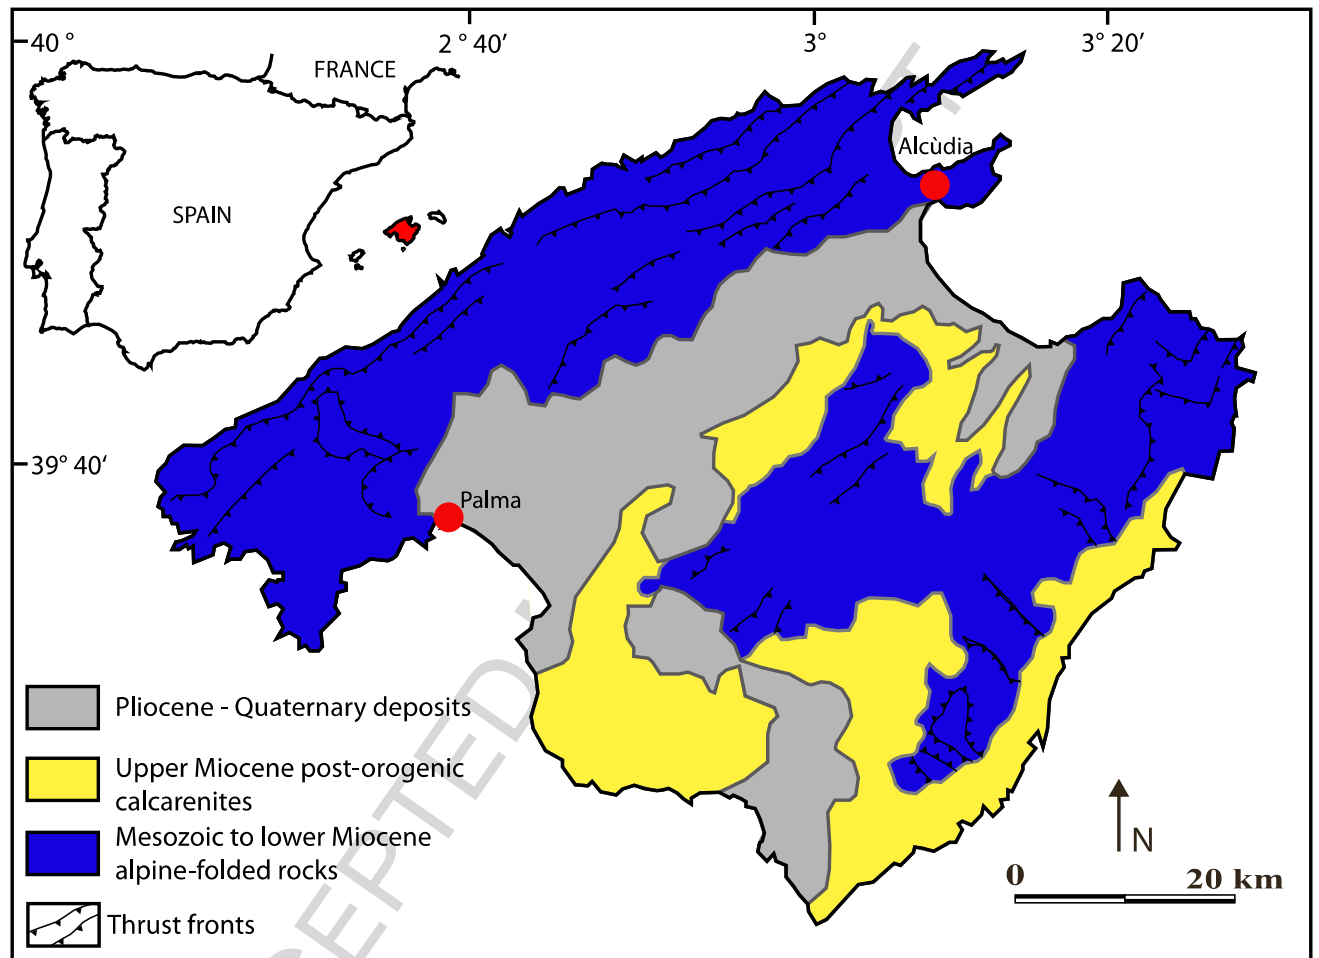 40°
2° 40′
3°
3° 20′
FRANCE
Alcùdia
SPAIN
39° 40‘
Palma
Pliocene - Quaternary deposits
Upper Miocene post-orogenic
calcarenites
Mesozoic to lower Miocene
alpine-folded rocks
Thrust fronts
N
0 20 km
CEPTED
T